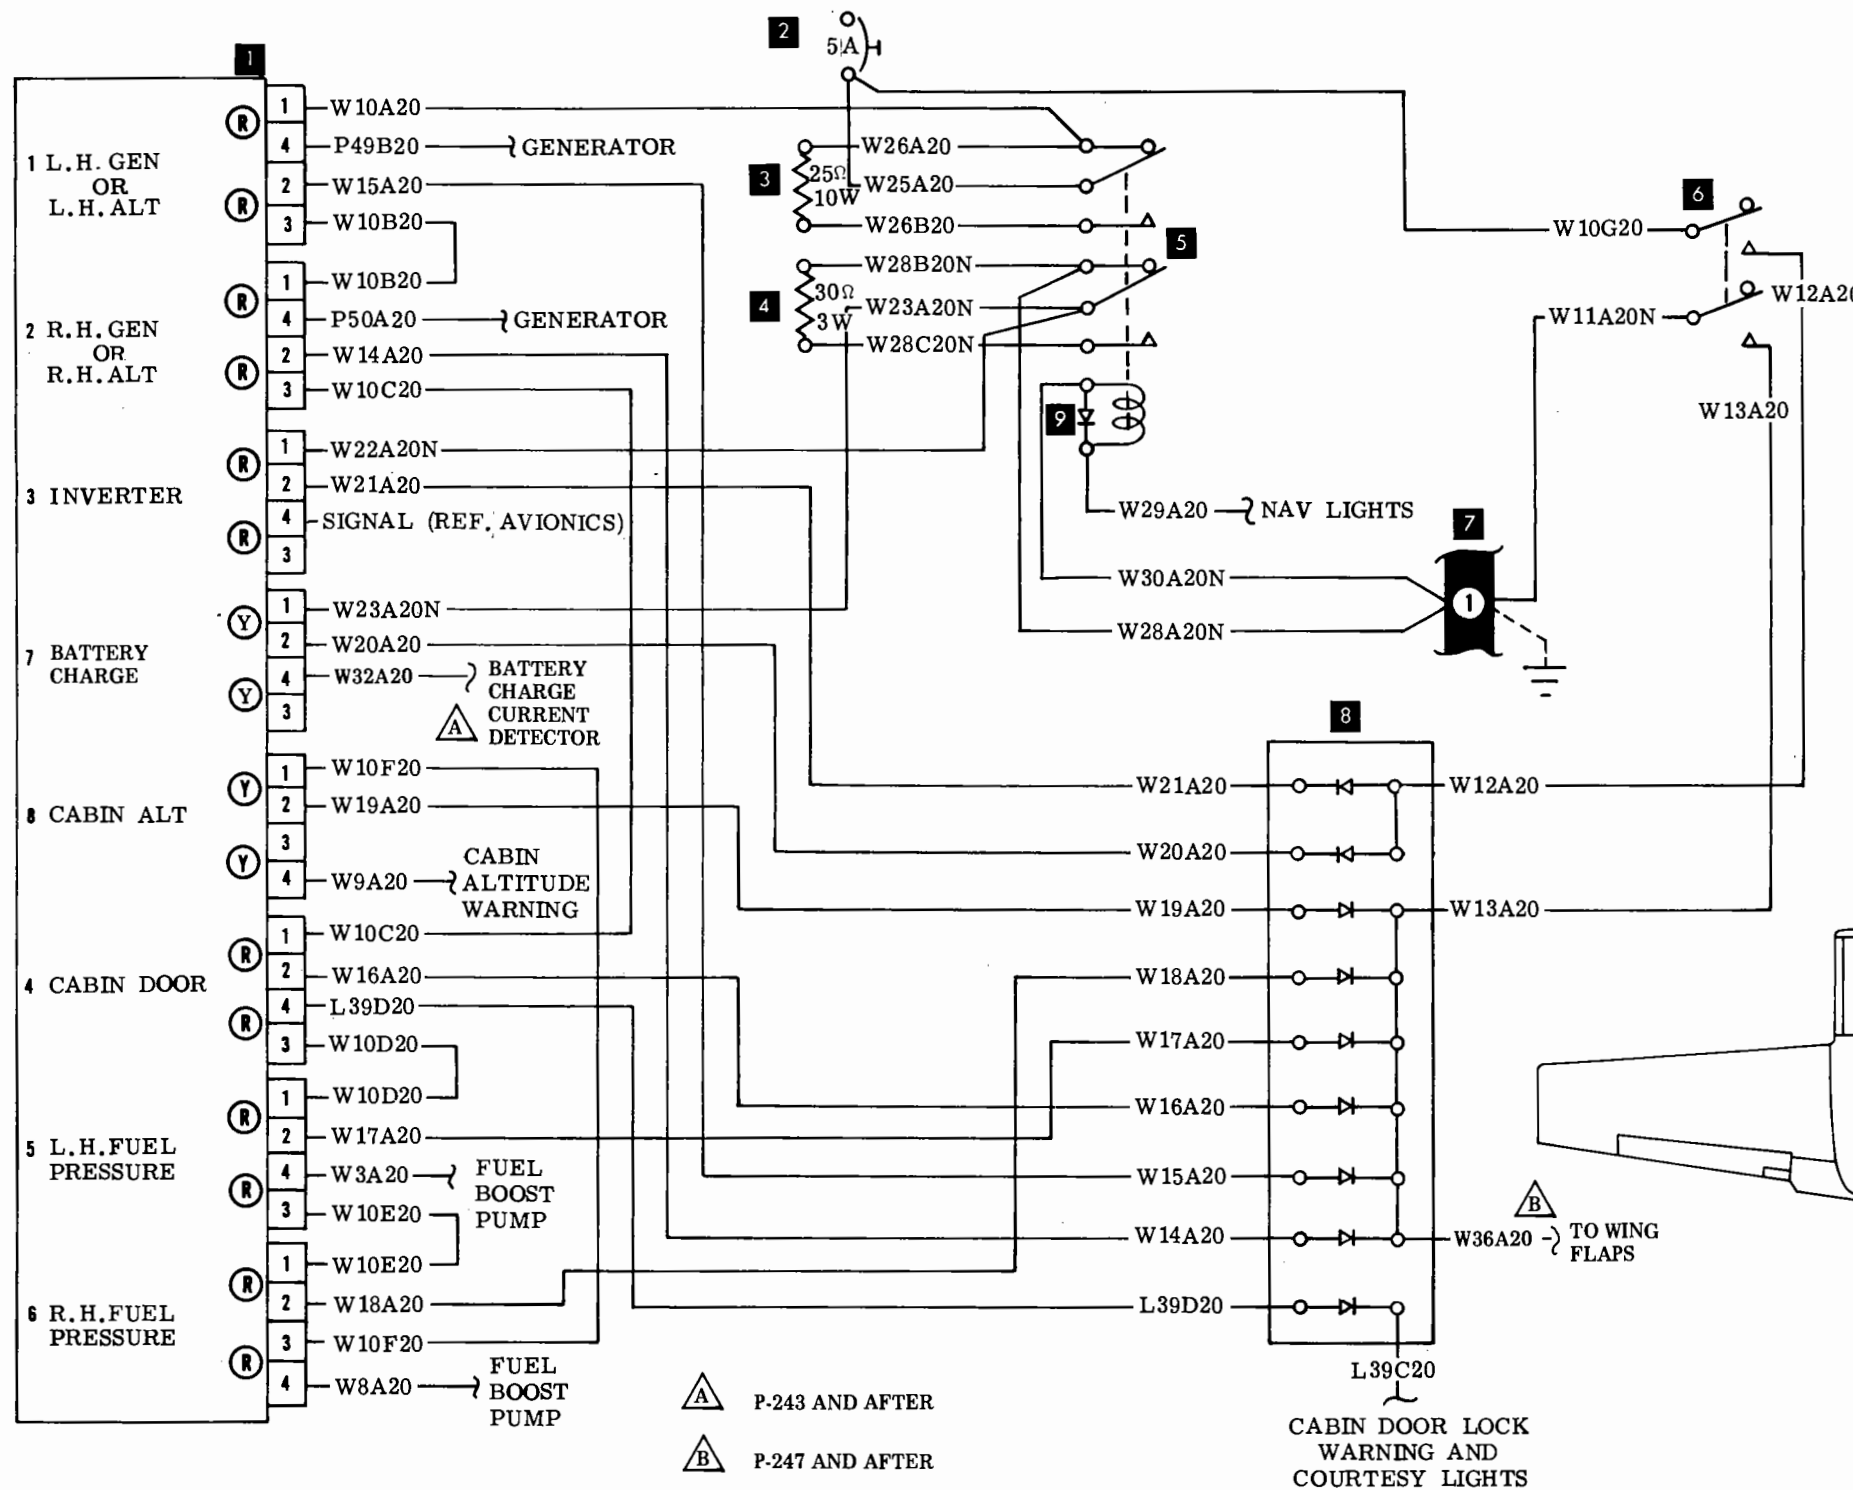 1
1 L.H. GEN
OR
L.H. ALT
R
R
1
4
2
3
W10A20
P49B20
GENERATOR
W15A20
W10B20
2 R.H. GEN
OR
R.H. ALT
R
R
1
4
2
3
W10B20
P50A20
GENERATOR
W14A20
W10C20
3 INVERTER
R
R
1
2
4
3
W22A20N
W21A20
SIGNAL (REF. AVIONICS)
7 BATTERY
CHARGE
Y
Y
1
2
4
3
W23A20N
W20A20
W32A20
BATTERY
CHARGE
CURRENT
DETECTOR
A
8 CABIN ALT
Y
Y
1
2
3
4
W10F20
W19A20
W9A20
CABIN
ALTITUDE
WARNING
4 CABIN DOOR
R
R
1
2
4
3
W10C20
W16A20
L39D20
W10D20
5 L.H. FUEL
PRESSURE
R
R
1
2
4
3
W10D20
W17A20
W3A20
FUEL
BOOST
PUMP
W10E20
6 R.H. FUEL
PRESSURE
R
R
1
2
3
4
W10E20
W18A20
W10F20
W8A20
FUEL
BOOST
PUMP
2
5A
3
25Ω
10W
W26A20
W25A20
W26B20
4
30Ω
3W
W28B20N
W23A20N
W28C20N
5
9
W29A20
NAV LIGHTS
W30A20N
W28A20N
7
1
6
W10G20
W11A20N
W12A20
W13A20
8
W21A20
W12A20
W20A20
W19A20
W13A20
W18A20
W17A20
W16A20
W15A20
W14A20
W36A20
B
TO WING
FLAPS
L39D20
L39C20
CABIN DOOR LOCK
WARNING AND
COURTESY LIGHTS
A P-243 AND AFTER
B P-247 AND AFTER